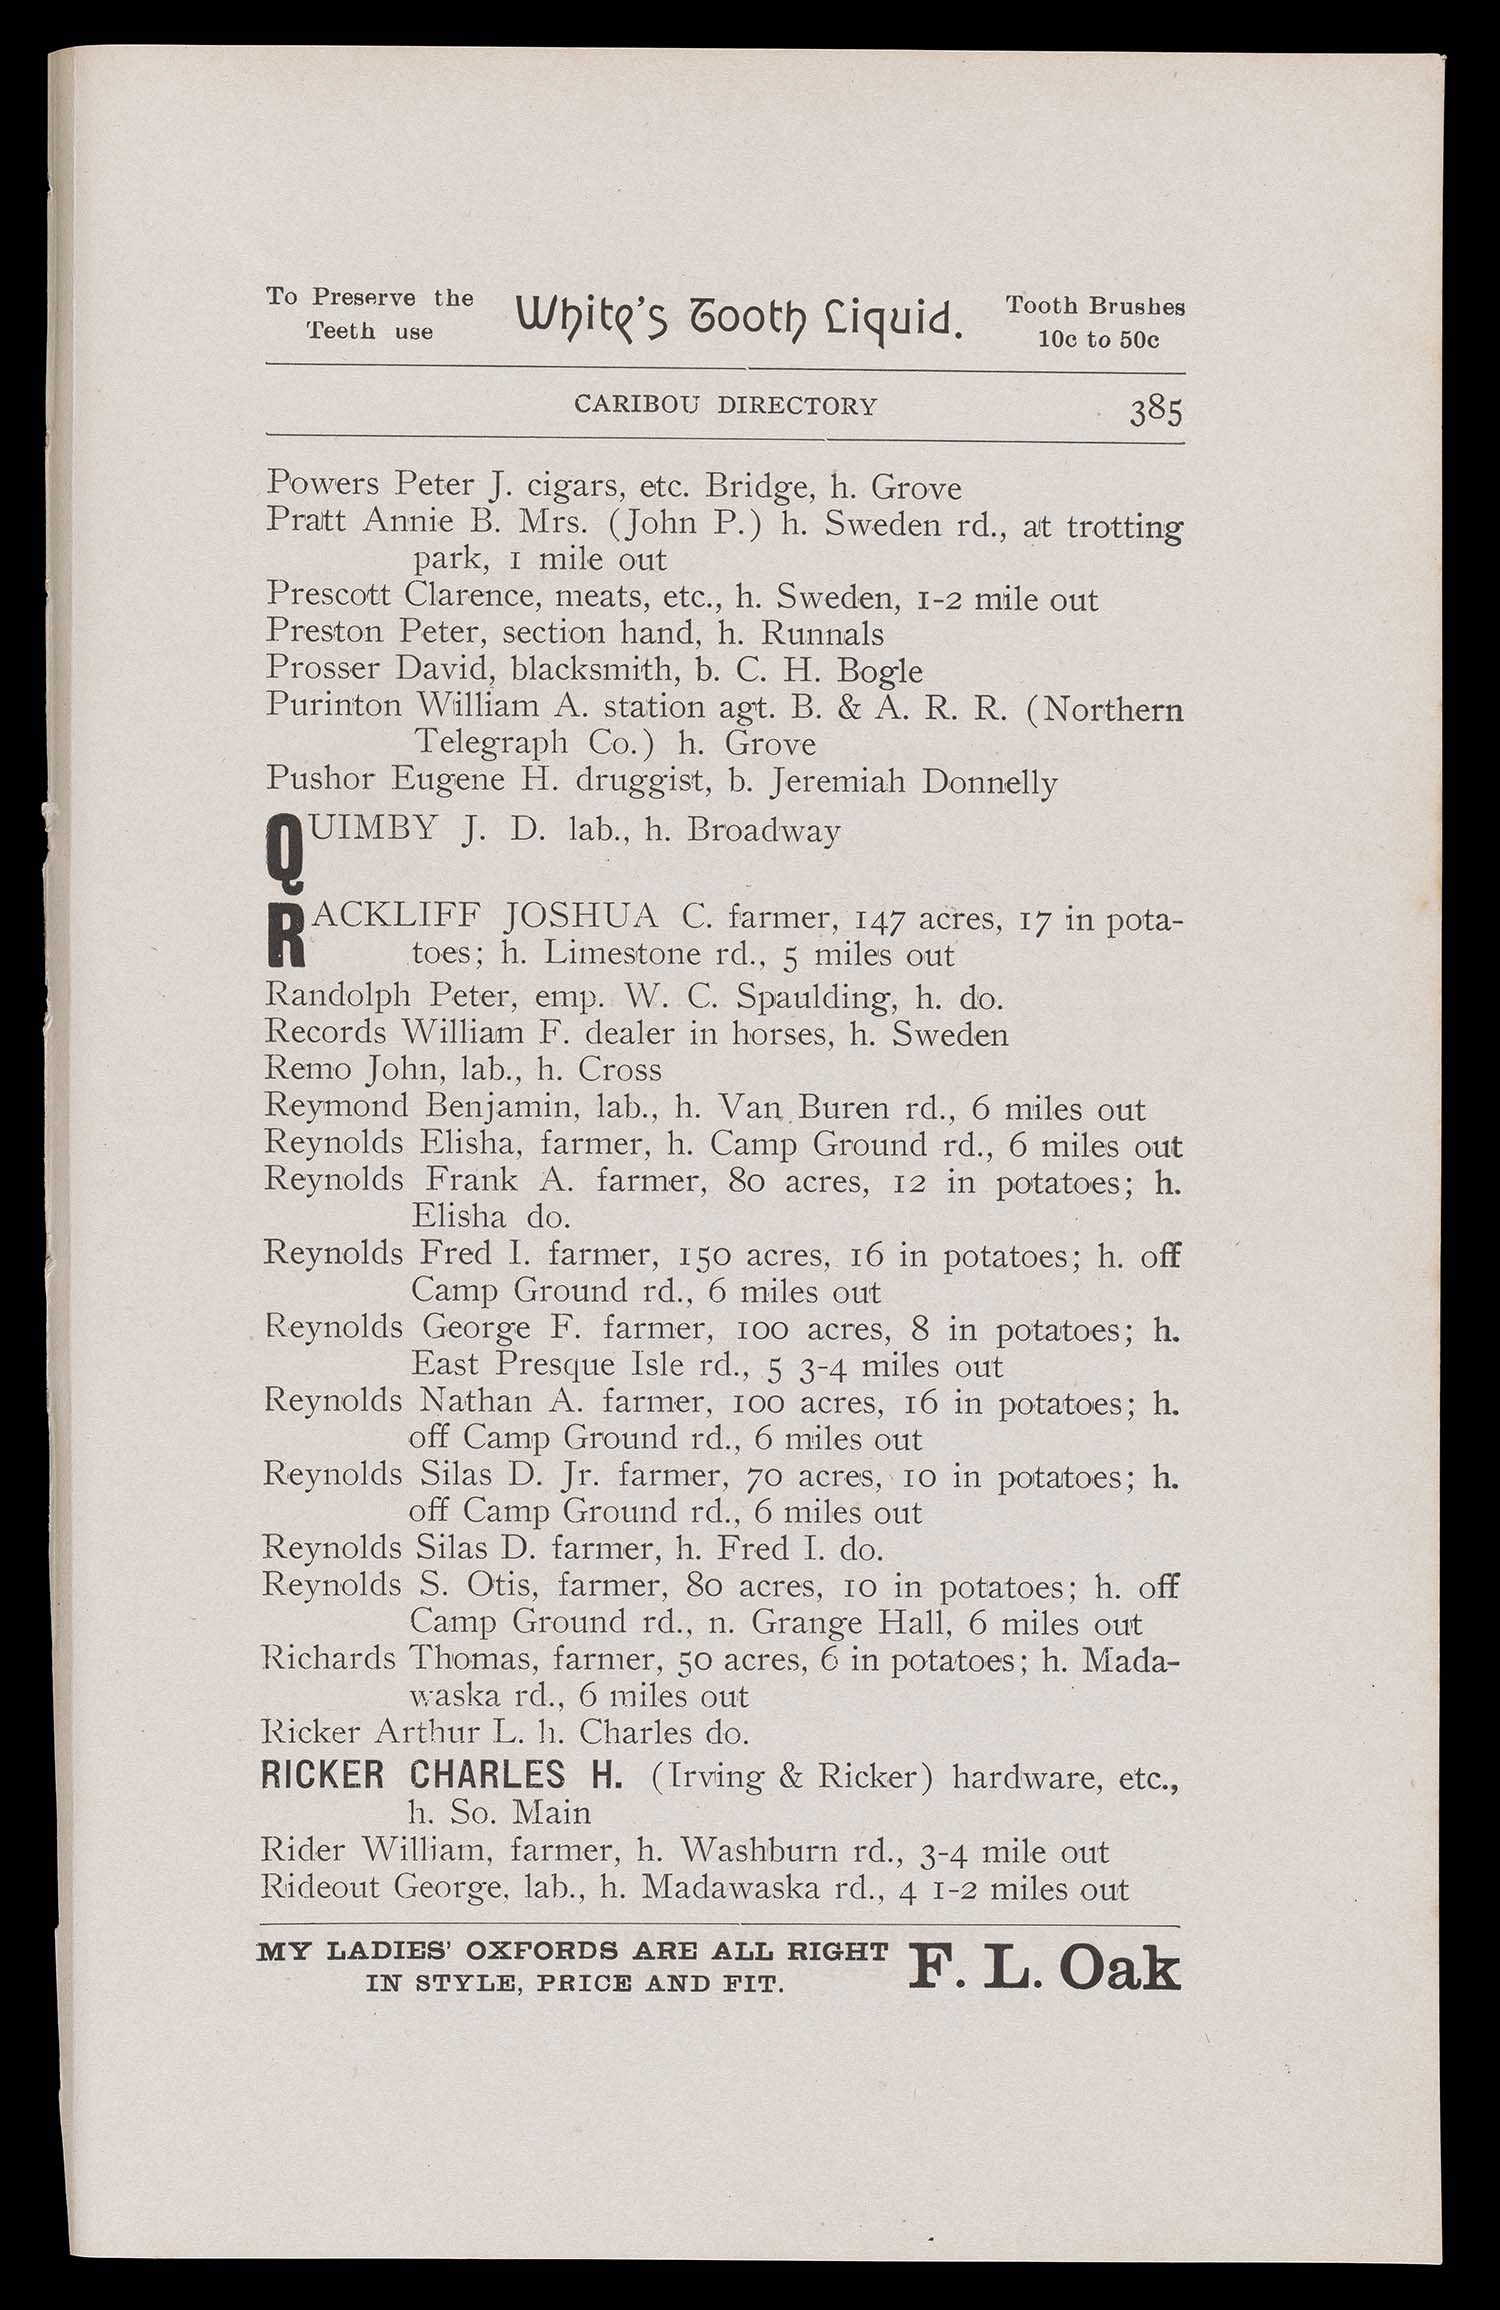 To Preserve the
Teeth use
White's Tooth Liquid.
Tooth Brushes
10c to 50c
CARIBOU DIRECTORY 385
Powers Peter J. cigars, etc. Bridge, h. Grove
Pratt Annie B. Mrs. (John P.) h. Sweden rd., at trotting
park, 1 mile out
Prescott Clarence, meats, etc., h. Sweden, 1-2 mile out
Preston Peter, section hand, h. Runnals
Prosser David, blacksmith, b. C. H. Bogle
Purinton William A. station agt. B. & A. R. R. (Northern
Telegraph Co.) h. Grove
Pushor Eugene H. druggist, b. Jeremiah Donnelly
QUIMBY J. D. lab., h. Broadway
RACKLIFF JOSHUA C. farmer, 147 acres, 17 in pota-
toes; h. Limestone rd., 5 miles out
Randolph Peter, emp. W. C. Spaulding, h. do.
Records William F. dealer in horses, h. Sweden
Remo John, lab., h. Cross
Reymond Benjamin, lab., h. Van Buren rd., 6 miles out
Reynolds Elisha, farmer, h. Camp Ground rd., 6 miles out
Reynolds Frank A. farmer, 80 acres, 12 in potatoes; h.
Elisha do.
Reynolds Fred I. farmer, 150 acres, 16 in potatoes; h. off
Camp Ground rd., 6 miles out
Reynolds George F. farmer, 100 acres, 8 in potatoes; h.
East Presque Isle rd., 5 3-4 miles out
Reynolds Nathan A. farmer, 100 acres, 16 in potatoes; h.
off Camp Ground rd., 6 miles out
Reynolds Silas D. Jr. farmer, 70 acres, 10 in potatoes; h.
off Camp Ground rd., 6 miles out
Reynolds Silas D. farmer, h. Fred I. do.
Reynolds S. Otis, farmer, 80 acres, 10 in potatoes; h. off
Camp Ground rd., n. Grange Hall, 6 miles out
Richards Thomas, farmer, 50 acres, 6 in potatoes; h. Mada-
waska rd., 6 miles out
Ricker Arthur L. h. Charles do.
RICKER CHARLES H. (Irving & Ricker) hardware, etc.,
h. So. Main
Rider William, farmer, h. Washburn rd., 3-4 mile out
Rideout George, lab., h. Madawaska rd., 4 1-2 miles out
MY LADIES' OXFORDS ARE ALL RIGHT
IN STYLE, PRICE AND FIT.
F. L. Oak